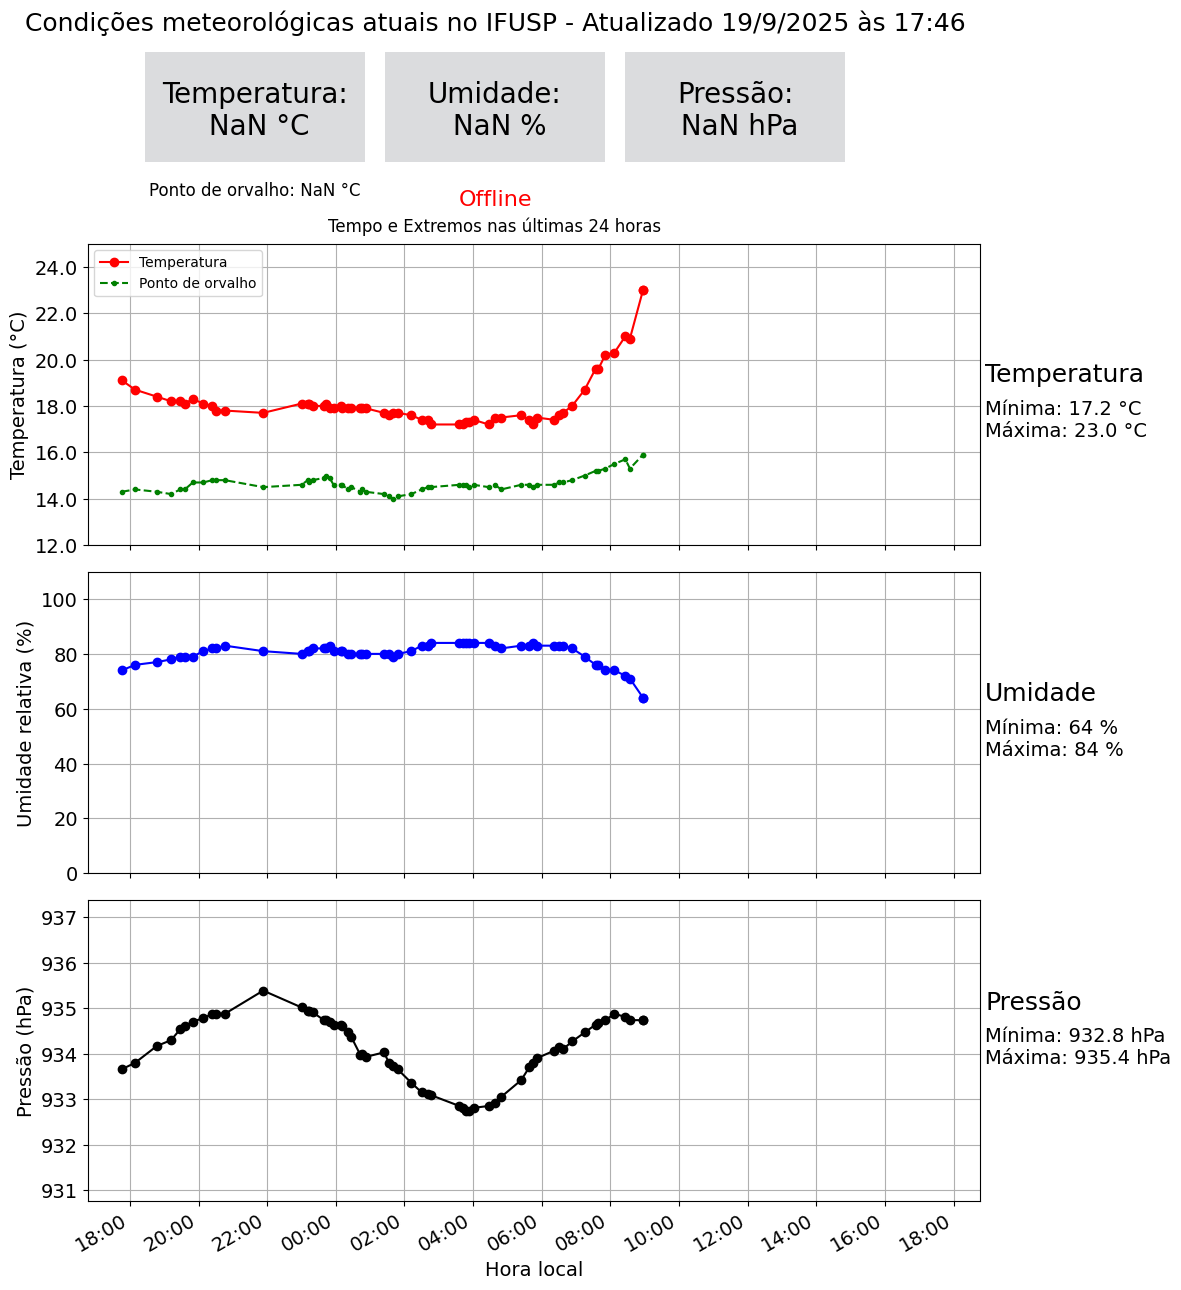 Condições meteorológicas atuais no IFUSP - Atualizado 19/9/2025 às 17:46
Temperatura:
NaN °C
Umidade:
NaN %
Pressão:
NaN hPa
Ponto de orvalho: NaN °C
Offline
Tempo e Extremos nas últimas 24 horas
Temperatura
Ponto de orvalho
Temperatura (°C)
24.0
22.0
20.0
18.0
16.0
14.0
12.0
Temperatura
Mínima: 17.2 °C
Máxima: 23.0 °C
Umidade relativa (%)
100
80
60
40
20
0
Umidade
Mínima: 64 %
Máxima: 84 %
Pressão (hPa)
937
936
935
934
933
932
931
Pressão
Mínima: 932.8 hPa
Máxima: 935.4 hPa
18:00 20:00 22:00 00:00 02:00 04:00 06:00 08:00 10:00 12:00 14:00 16:00 18:00
Hora local